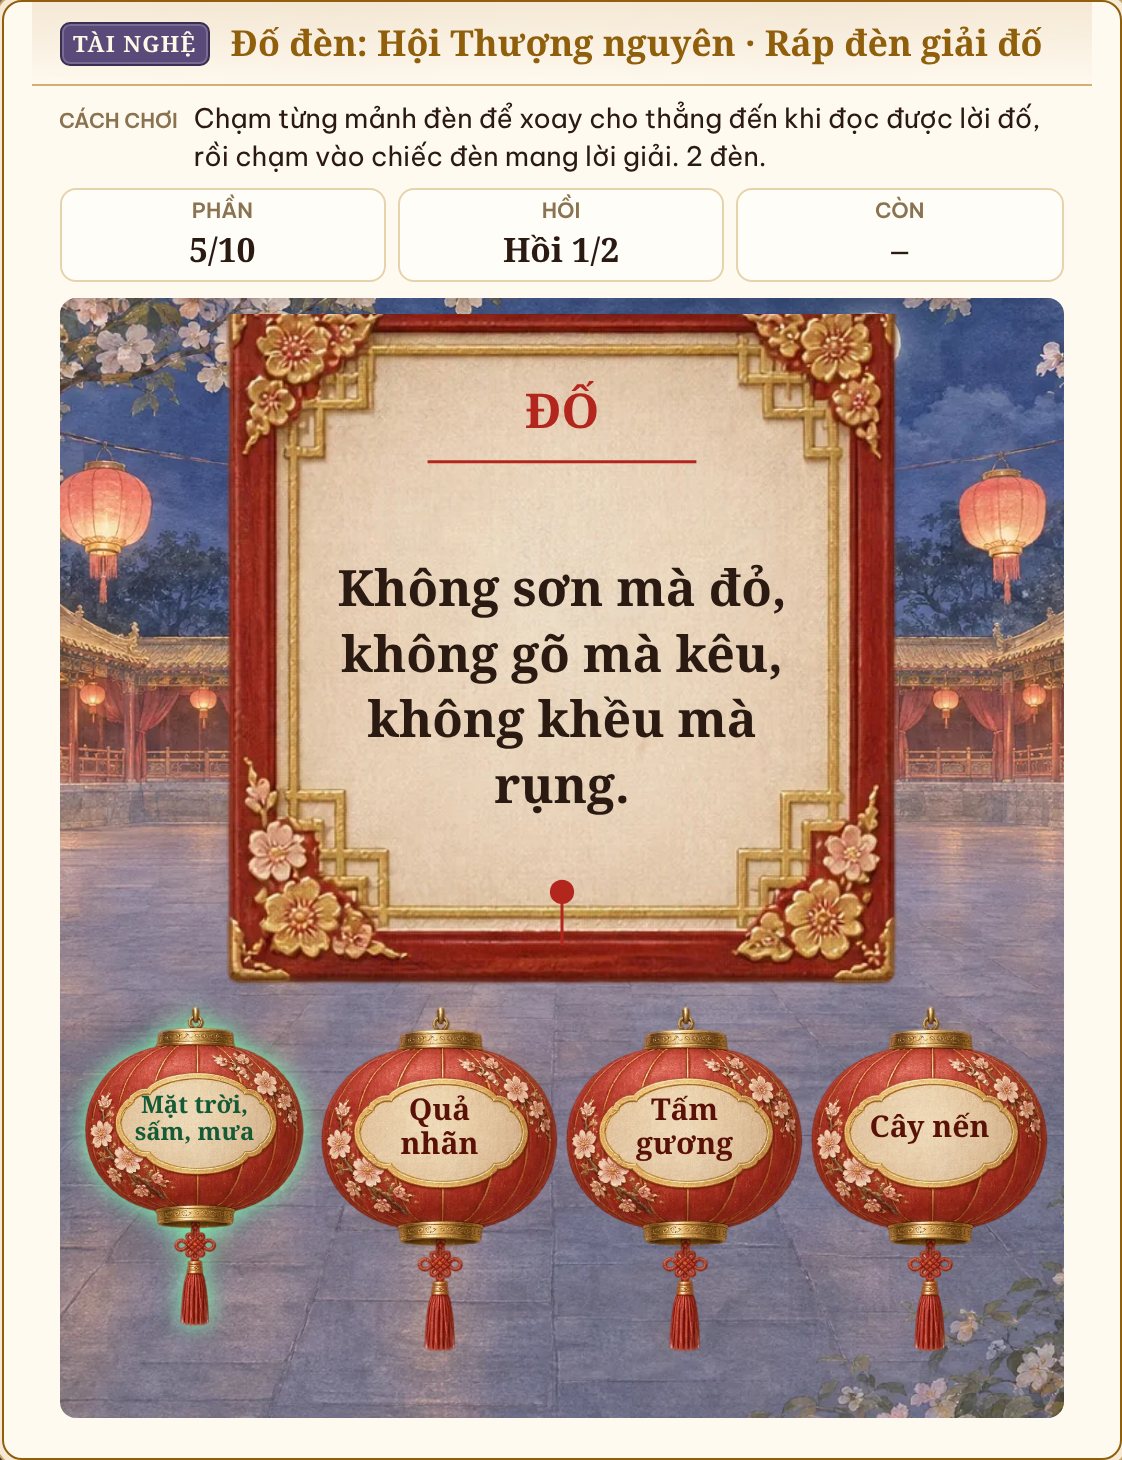 TÀI NGHỆ
Đố đèn: Hội Thượng nguyên · Ráp đèn giải đố
CÁCH CHƠI
Chạm từng mảnh đèn để xoay cho thẳng đến khi đọc được lời đố,
rồi chạm vào chiếc đèn mang lời giải. 2 đèn.
PHẦN
5/10
HỒI
Hồi 1/2
CÒN
–
ĐỐ
Không sơn mà đỏ,
không gõ mà kêu,
không khều mà
rụng.
Mặt trời,
sấm, mưa
Quả
nhãn
Tấm
gương
Cây nến